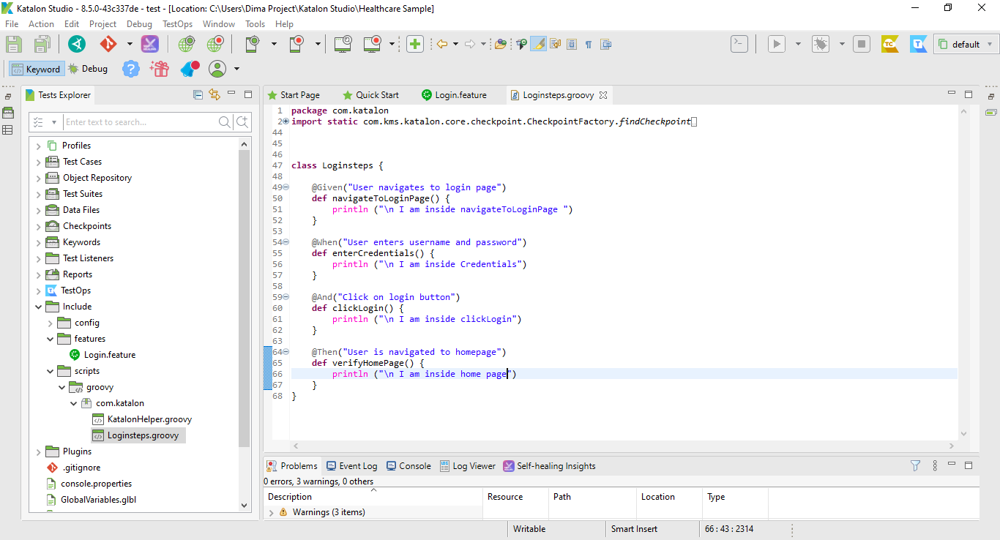 Katalon Studio - 8.5.0-43c337de - test - [Location: C:\Users\Dima Project\Katalon Studio\Healthcare Sample]
File Action Edit Project Debug TestOps Window Tools Help
default
Keyword Debug
Tests Explorer
Enter text to search...
Profiles
Test Cases
Object Repository
Test Suites
Data Files
Checkpoints
Keywords
Test Listeners
Reports
TestOps
Include
config
features
Login.feature
scripts
groovy
com.katalon
KatalonHelper.groovy
Loginsteps.groovy
Plugins
.gitignore
console.properties
GlobalVariables.glbl
Start Page Quick Start Login.feature Loginsteps.groovy
1 package com.katalon
2 import static com.kms.katalon.core.checkpoint.CheckpointFactory.findCheckpoint
44
45
46
47 class Loginsteps {
48
49 @Given("User navigates to login page")
50 def navigateToLoginPage() {
51 println ("\n I am inside navigateToLoginPage ")
52 }
53
54 @When("User enters username and password")
55 def enterCredentials() {
56 println ("\n I am inside Credentials")
57 }
58
59 @And("Click on login button")
60 def clickLogin() {
61 println ("\n I am inside clickLogin")
62 }
63
64 @Then("User is navigated to homepage")
65 def verifyHomePage() {
66 println ("\n I am inside home page")
67 }
68 }
Problems Event Log Console Log Viewer Self-healing Insights
0 errors, 3 warnings, 0 others
Description Resource Path Location Type
Warnings (3 items)
Writable Smart Insert 66 : 43 : 2314